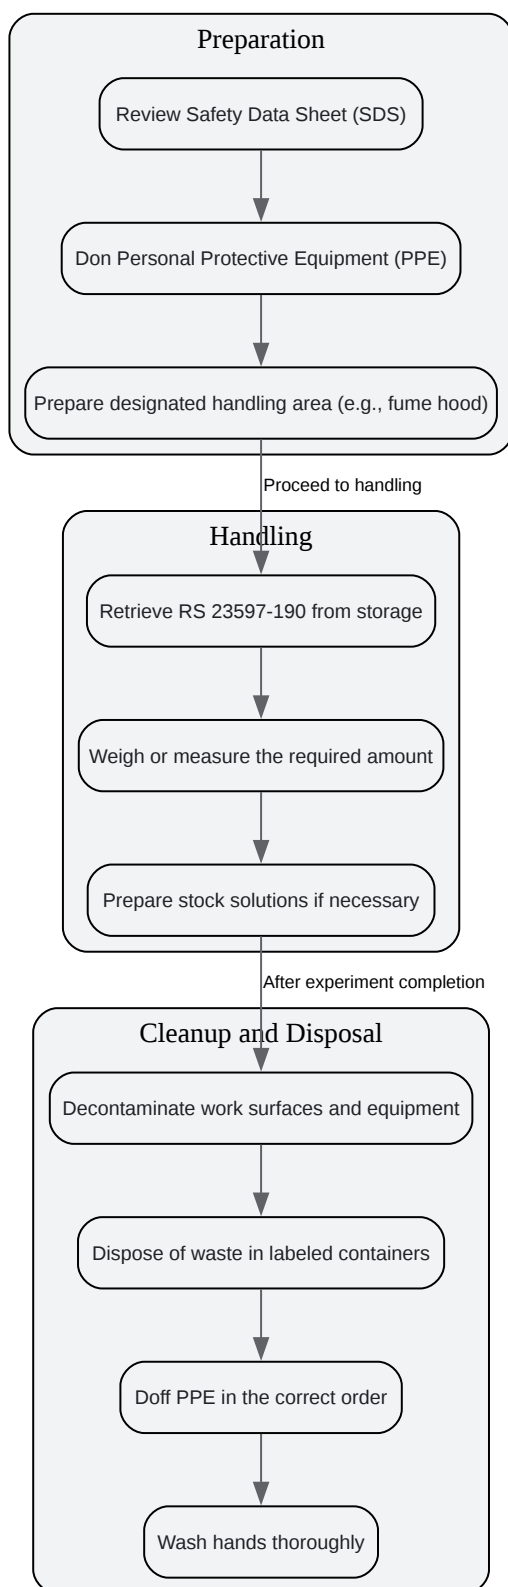 Preparation
Review Safety Data Sheet (SDS)
Don Personal Protective Equipment (PPE)
Prepare designated handling area (e.g., fume hood)
Proceed to handling
Handling
Retrieve RS 23597-190 from storage
Weigh or measure the required amount
Prepare stock solutions if necessary
After experiment completion
Cleanup and Disposal
Decontaminate work surfaces and equipment
Dispose of waste in labeled containers
Doff PPE in the correct order
Wash hands thoroughly